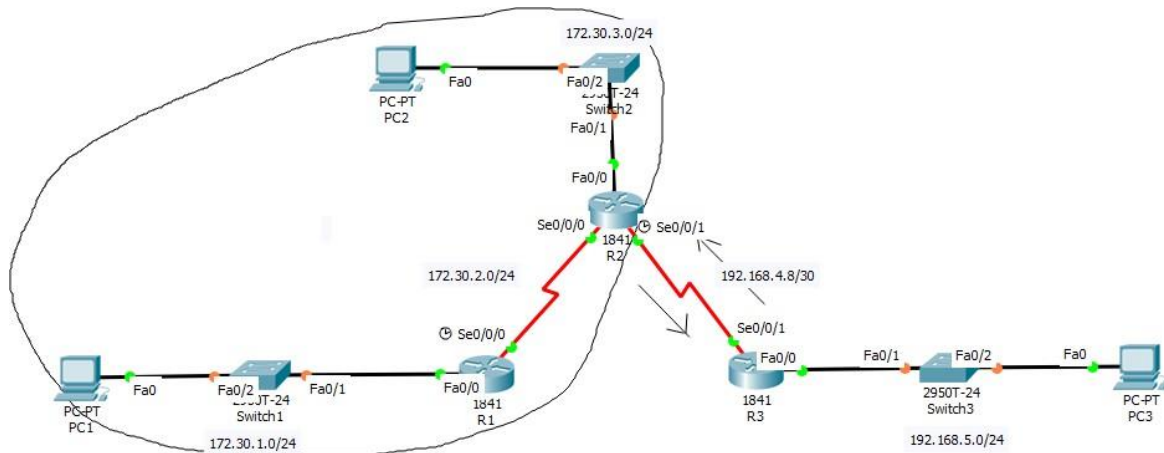 172.30.3.0/24
Fa0
Fa0/2
PC-PT
PC2
2950T-24
Switch2
Fa0/1
Fa0/0
Se0/0/0
Se0/0/1
1841
R2
172.30.2.0/24
192.168.4.8/30
Se0/0/0
Se0/0/1
Fa0
Fa0/2
Fa0/1
Fa0/0
PC-PT
PC1
2950T-24
Switch1
1841
R1
172.30.1.0/24
Fa0/0
Fa0/1
Fa0/2
Fa0
1841
R3
2950T-24
Switch3
PC-PT
PC3
192.168.5.0/24